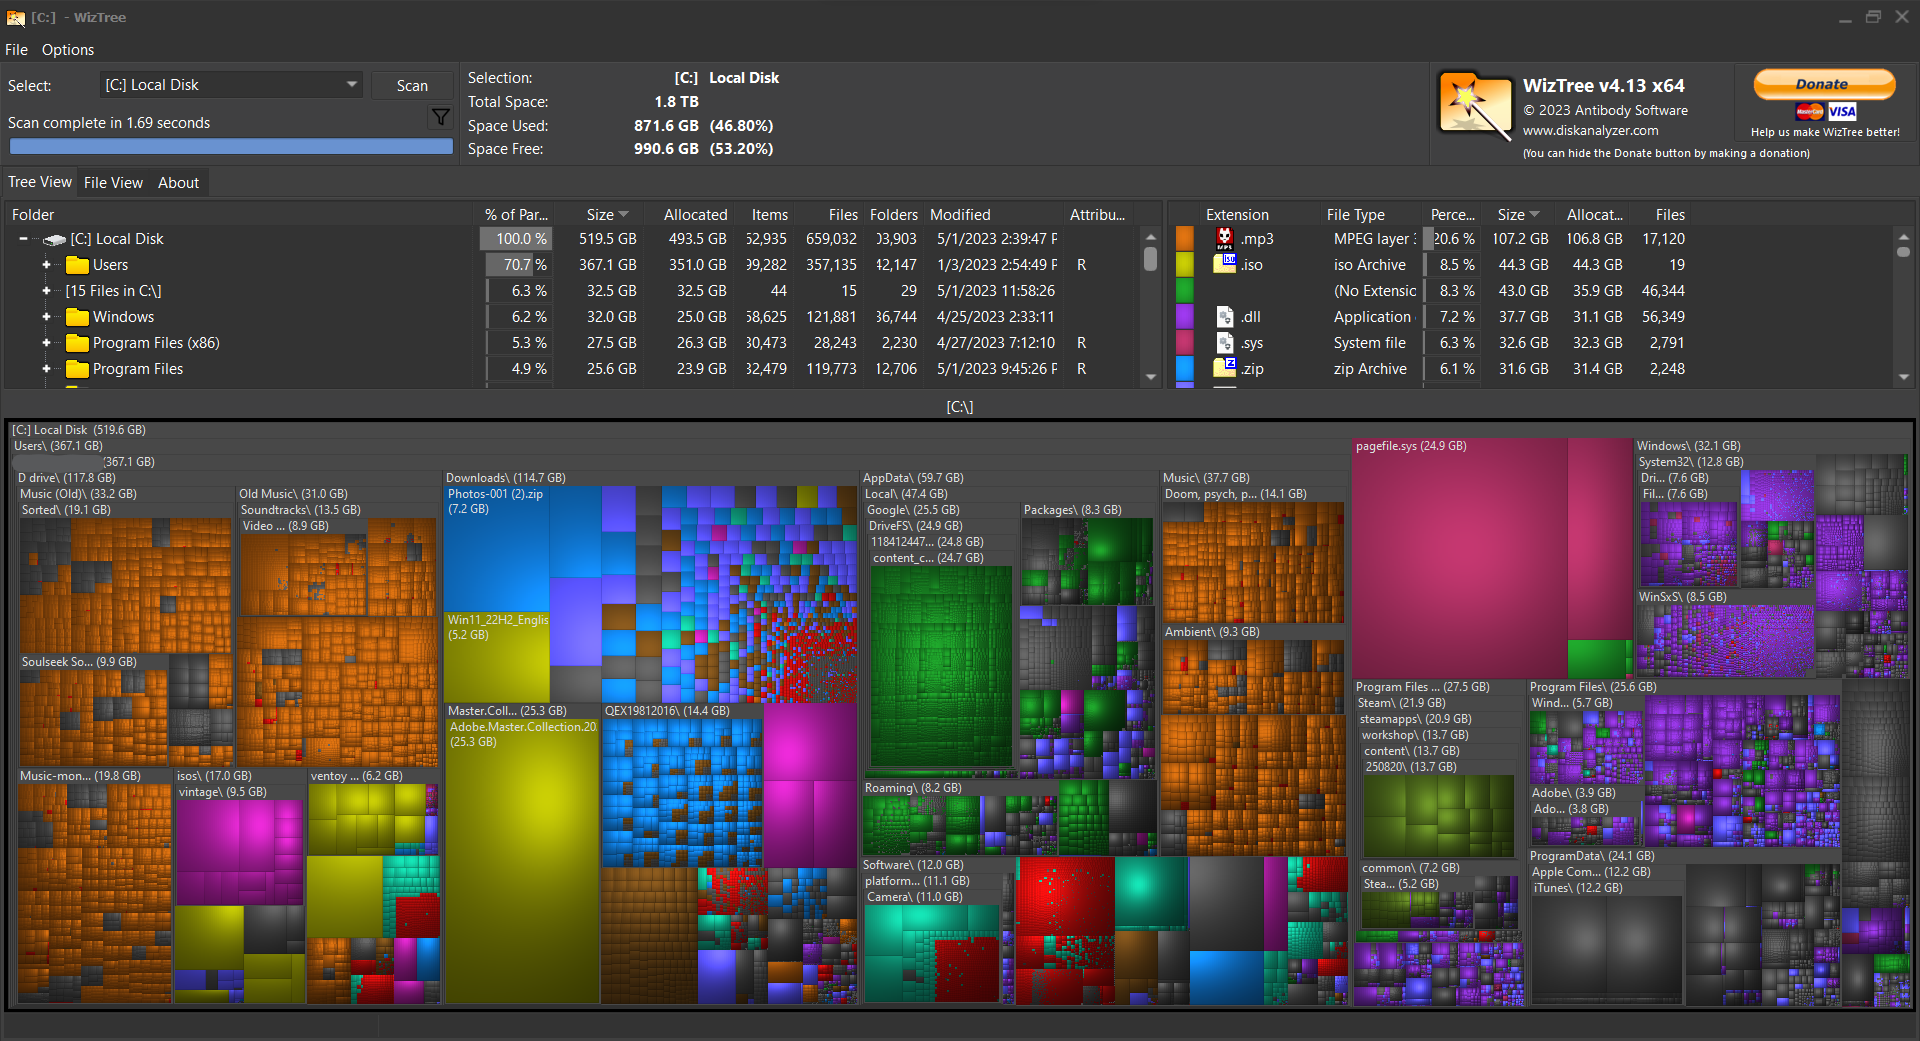 [C:] - WizTree
File Options
Select: [C:] Local Disk Scan
Scan complete in 1.69 seconds
Selection: [C:] Local Disk
Total Space: 1.8 TB
Space Used: 871.6 GB (46.80%)
Space Free: 990.6 GB (53.20%)
WizTree v4.13 x64
© 2023 Antibody Software
www.diskanalyzer.com
(You can hide the Donate button by making a donation)
Donate
MasterCard VISA
Help us make WizTree better!
Tree View File View About
Folder % of Par... Size Allocated Items Files Folders Modified Attribu...
[C:] Local Disk 100.0 % 519.5 GB 493.5 GB 52,935 659,032 03,903 5/1/2023 2:39:47 P
Users 70.7 % 367.1 GB 351.0 GB 99,282 357,135 42,147 1/3/2023 2:54:49 P R
[15 Files in C:\] 6.3 % 32.5 GB 32.5 GB 44 15 29 5/1/2023 11:58:26
Windows 6.2 % 32.0 GB 25.0 GB 58,625 121,881 36,744 4/25/2023 2:33:11
Program Files (x86) 5.3 % 27.5 GB 26.3 GB 30,473 28,243 2,230 4/27/2023 7:12:10 R
Program Files 4.9 % 25.6 GB 23.9 GB 32,479 119,773 12,706 5/1/2023 9:45:26 P R
Extension File Type Perce... Size Allocat... Files
.mp3 MPEG layer 20.6 % 107.2 GB 106.8 GB 17,120
.iso iso Archive 8.5 % 44.3 GB 44.3 GB 19
(No Extensic 8.3 % 43.0 GB 35.9 GB 46,344
.dll Application 7.2 % 37.7 GB 31.1 GB 56,349
.sys System file 6.3 % 32.6 GB 32.3 GB 2,791
.zip zip Archive 6.1 % 31.6 GB 31.4 GB 2,248
[C:\]
[C:] Local Disk (519.6 GB)
Users\ (367.1 GB)
(367.1 GB)
D drive\ (117.8 GB)
Music (Old)\ (33.2 GB)
Sorted\ (19.1 GB)
Soulseek So... (9.9 GB)
Old Music\ (31.0 GB)
Soundtracks\ (13.5 GB)
Video ... (8.9 GB)
Music-mon... (19.8 GB)
isos\ (17.0 GB)
vintage\ (9.5 GB)
ventoy ... (6.2 GB)
Downloads\ (114.7 GB)
Photos-001 (2).zip
(7.2 GB)
Win11_22H2_Englis
(5.2 GB)
Master.Coll... (25.3 GB)
Adobe.Master.Collection.20
(25.3 GB)
QEX19812016\ (14.4 GB)
AppData\ (59.7 GB)
Local\ (47.4 GB)
Google\ (25.5 GB)
DriveFS\ (24.9 GB)
118412447... (24.8 GB)
content_c... (24.7 GB)
Packages\ (8.3 GB)
Roaming\ (8.2 GB)
Software\ (12.0 GB)
platform... (11.1 GB)
Camera\ (11.0 GB)
Music\ (37.7 GB)
Doom, psych, p... (14.1 GB)
Ambient\ (9.3 GB)
pagefile.sys (24.9 GB)
Windows\ (32.1 GB)
System32\ (12.8 GB)
Dri... (7.6 GB)
Fil... (7.6 GB)
WinSxS\ (8.5 GB)
Program Files ... (27.5 GB)
Steam\ (21.9 GB)
steamapps\ (20.9 GB)
workshop\ (13.7 GB)
content\ (13.7 GB)
250820\ (13.7 GB)
common\ (7.2 GB)
Stea... (5.2 GB)
Program Files\ (25.6 GB)
Wind... (5.7 GB)
Adobe\ (3.9 GB)
Ado... (3.8 GB)
ProgramData\ (24.1 GB)
Apple Com... (12.2 GB)
iTunes\ (12.2 GB)